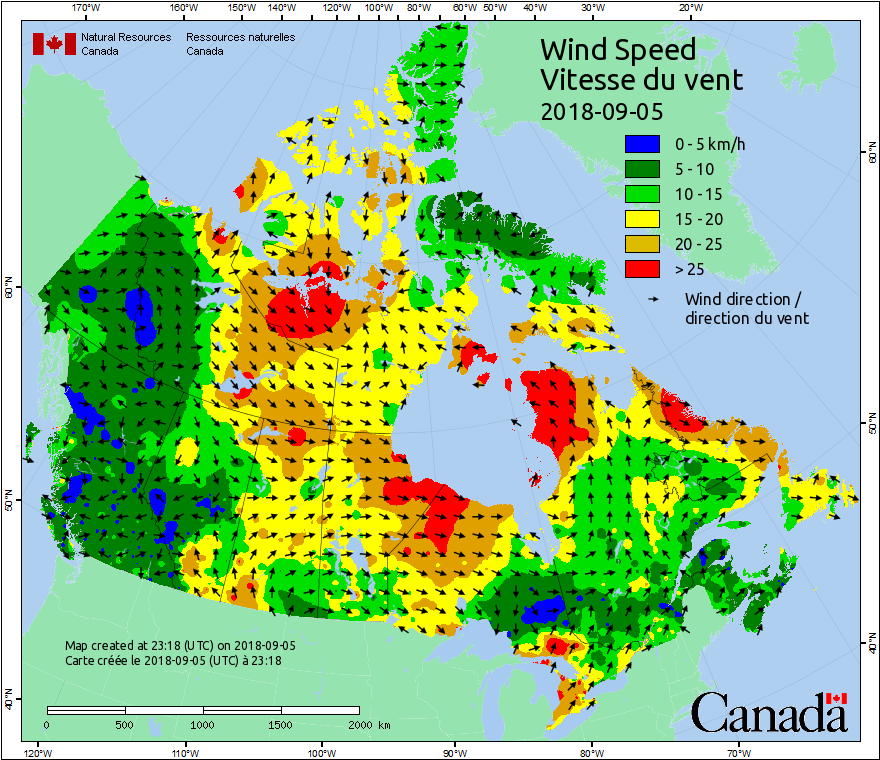 170°W 160°W 150°W 140°W 120°W 100°W 80°W 60°W 50°W 40°W 30°W 20°W
Natural Resources Canada
Ressources naturelles Canada
Wind Speed
Vitesse du vent
2018-09-05
0 - 5 km/h
5 - 10
10 - 15
15 - 20
20 - 25
> 25
Wind direction /
direction du vent
60°N
60°N
50°N
50°N
40°N
40°N
Map created at 23:18 (UTC) on 2018-09-05
Carte créée le 2018-09-05 (UTC) à 23:18
0 500 1000 1500 2000 km
Canada
120°W 110°W 100°W 90°W 80°W 70°W